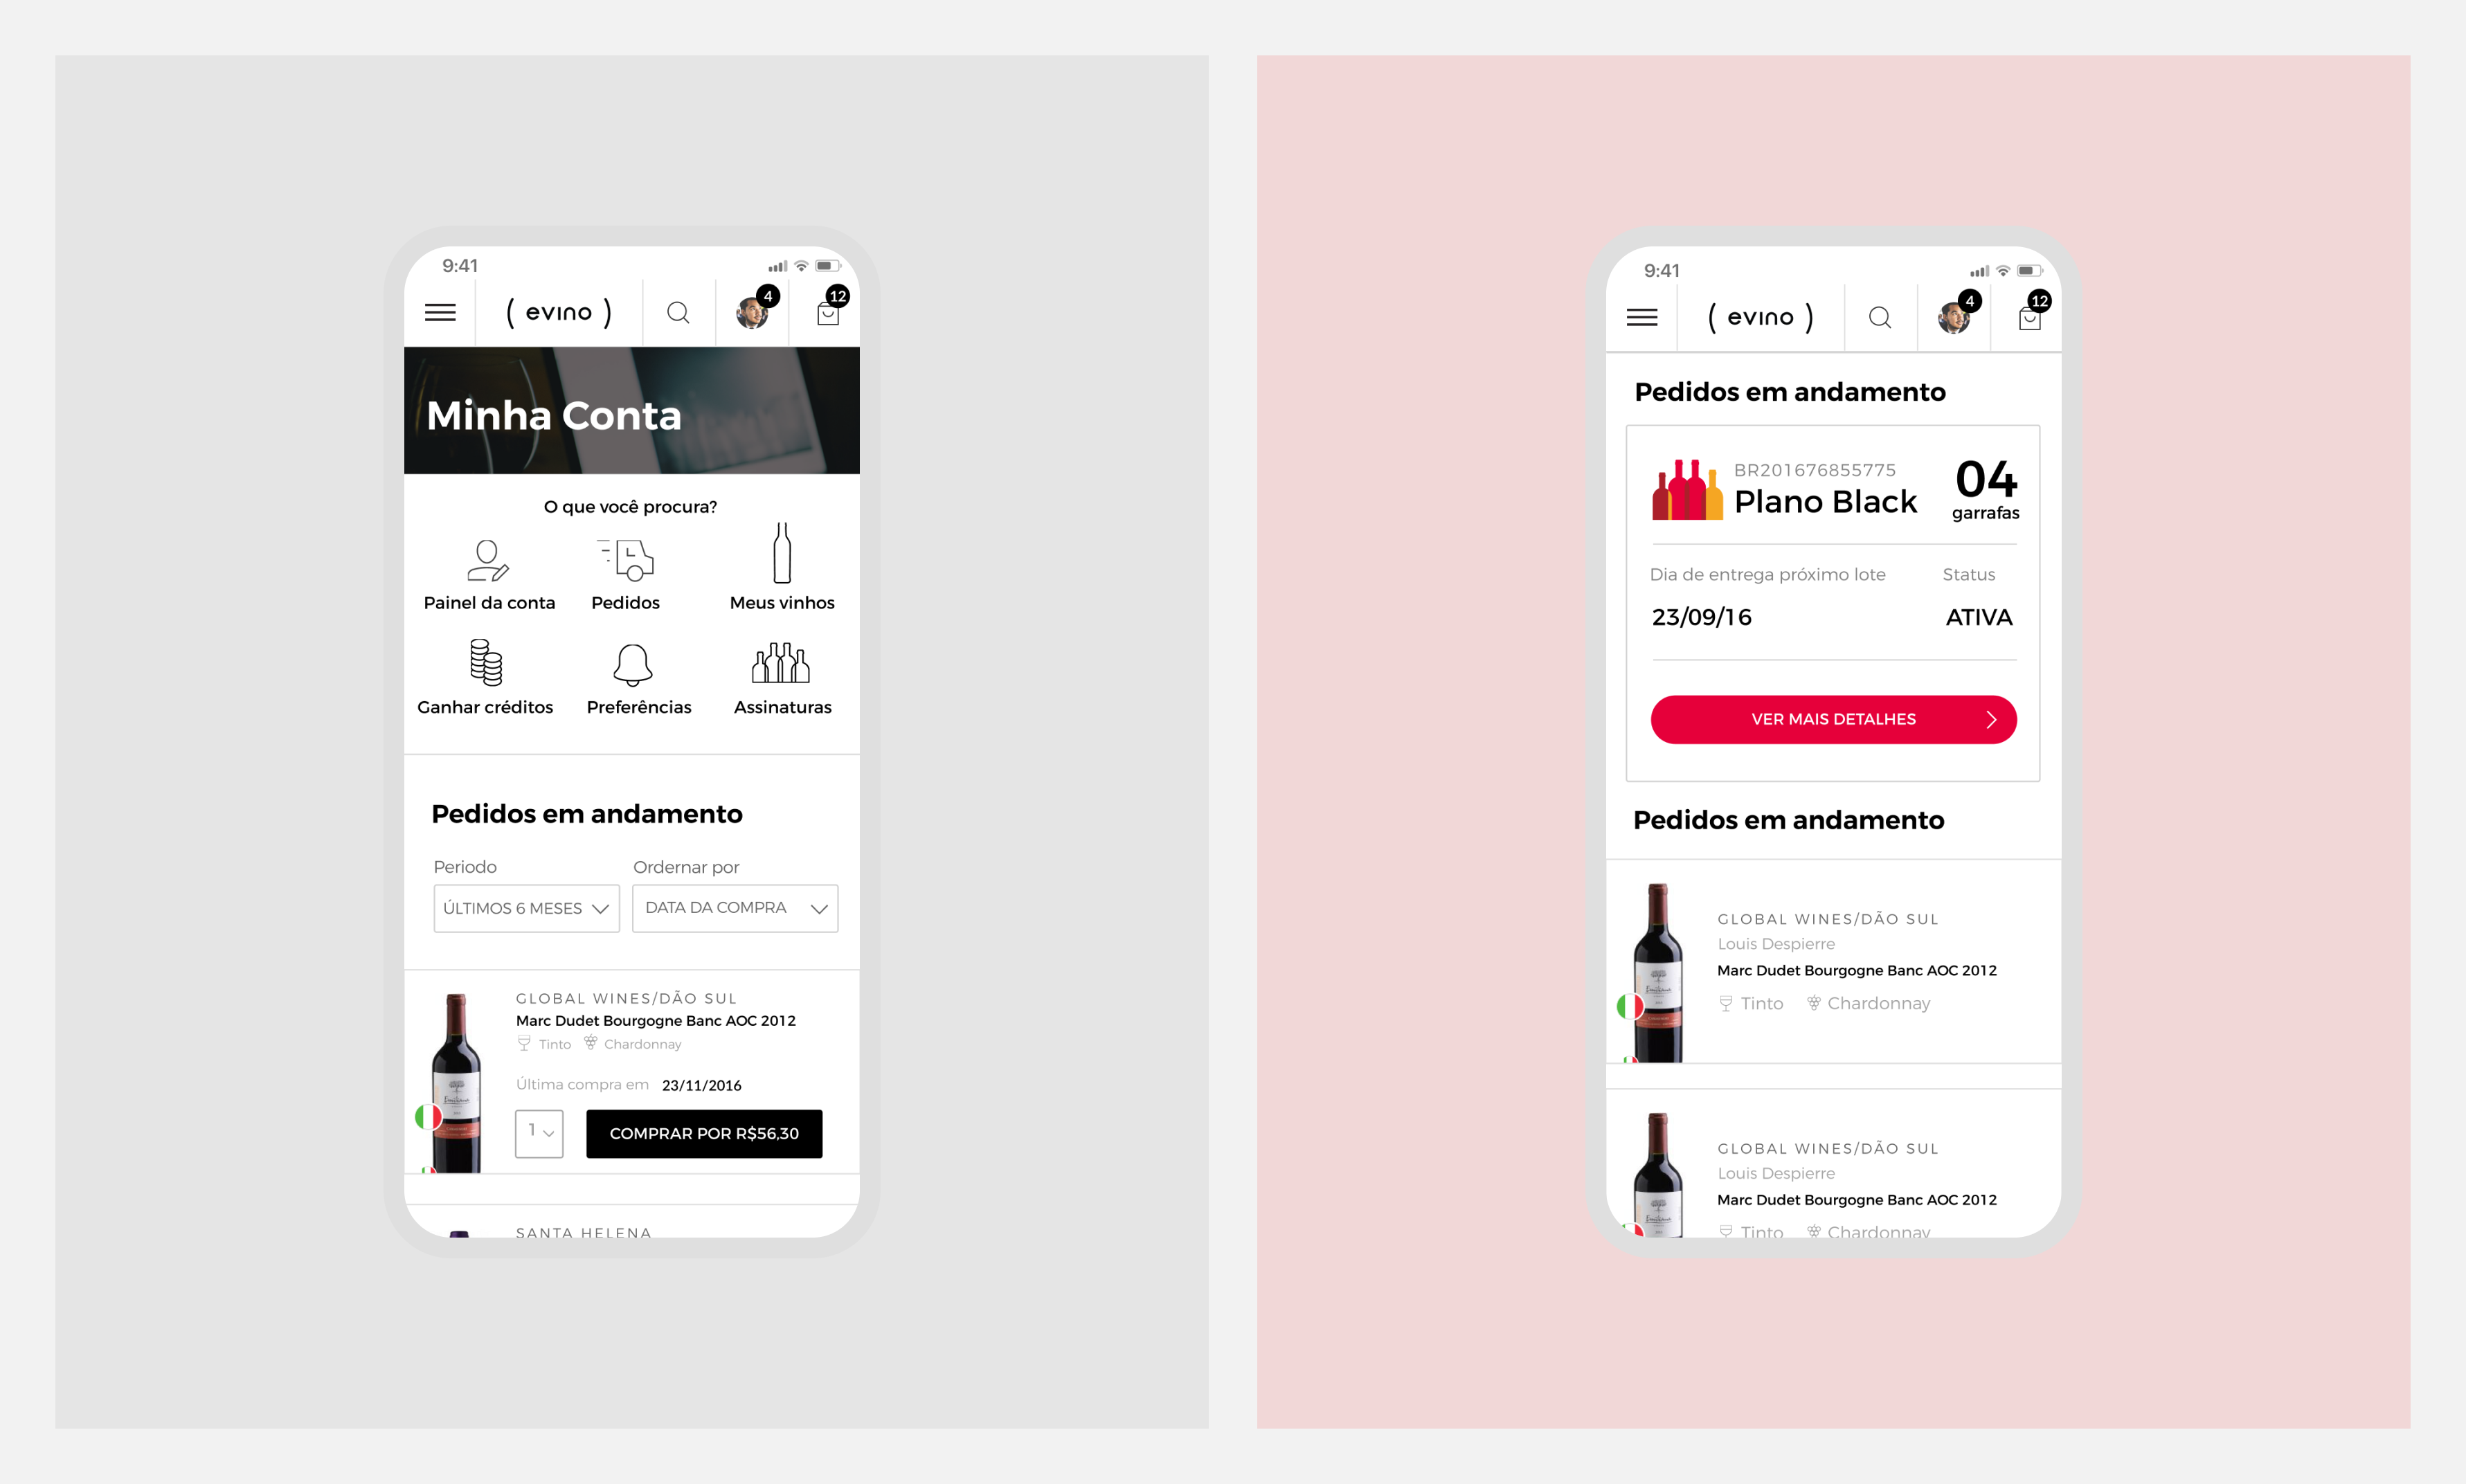 9:41
( evino )
4
12
Minha Conta
O que você procura?
Painel da conta
Pedidos
Meus vinhos
Ganhar créditos
Preferências
Assinaturas
Pedidos em andamento
Periodo
Ordernar por
ÚLTIMOS 6 MESES
DATA DA COMPRA
GLOBAL WINES/DÃO SUL
Marc Dudet Bourgogne Banc AOC 2012
Tinto
Chardonnay
Última compra em 23/11/2016
1
COMPRAR POR R$56,30
SANTA HELENA
9:41
( evino )
4
12
Pedidos em andamento
BR201676855775
Plano Black
04
garrafas
Dia de entrega próximo lote
Status
23/09/16
ATIVA
VER MAIS DETALHES
Pedidos em andamento
GLOBAL WINES/DÃO SUL
Louis Despierre
Marc Dudet Bourgogne Banc AOC 2012
Tinto
Chardonnay
GLOBAL WINES/DÃO SUL
Louis Despierre
Marc Dudet Bourgogne Banc AOC 2012
Tinto
Chardonnay